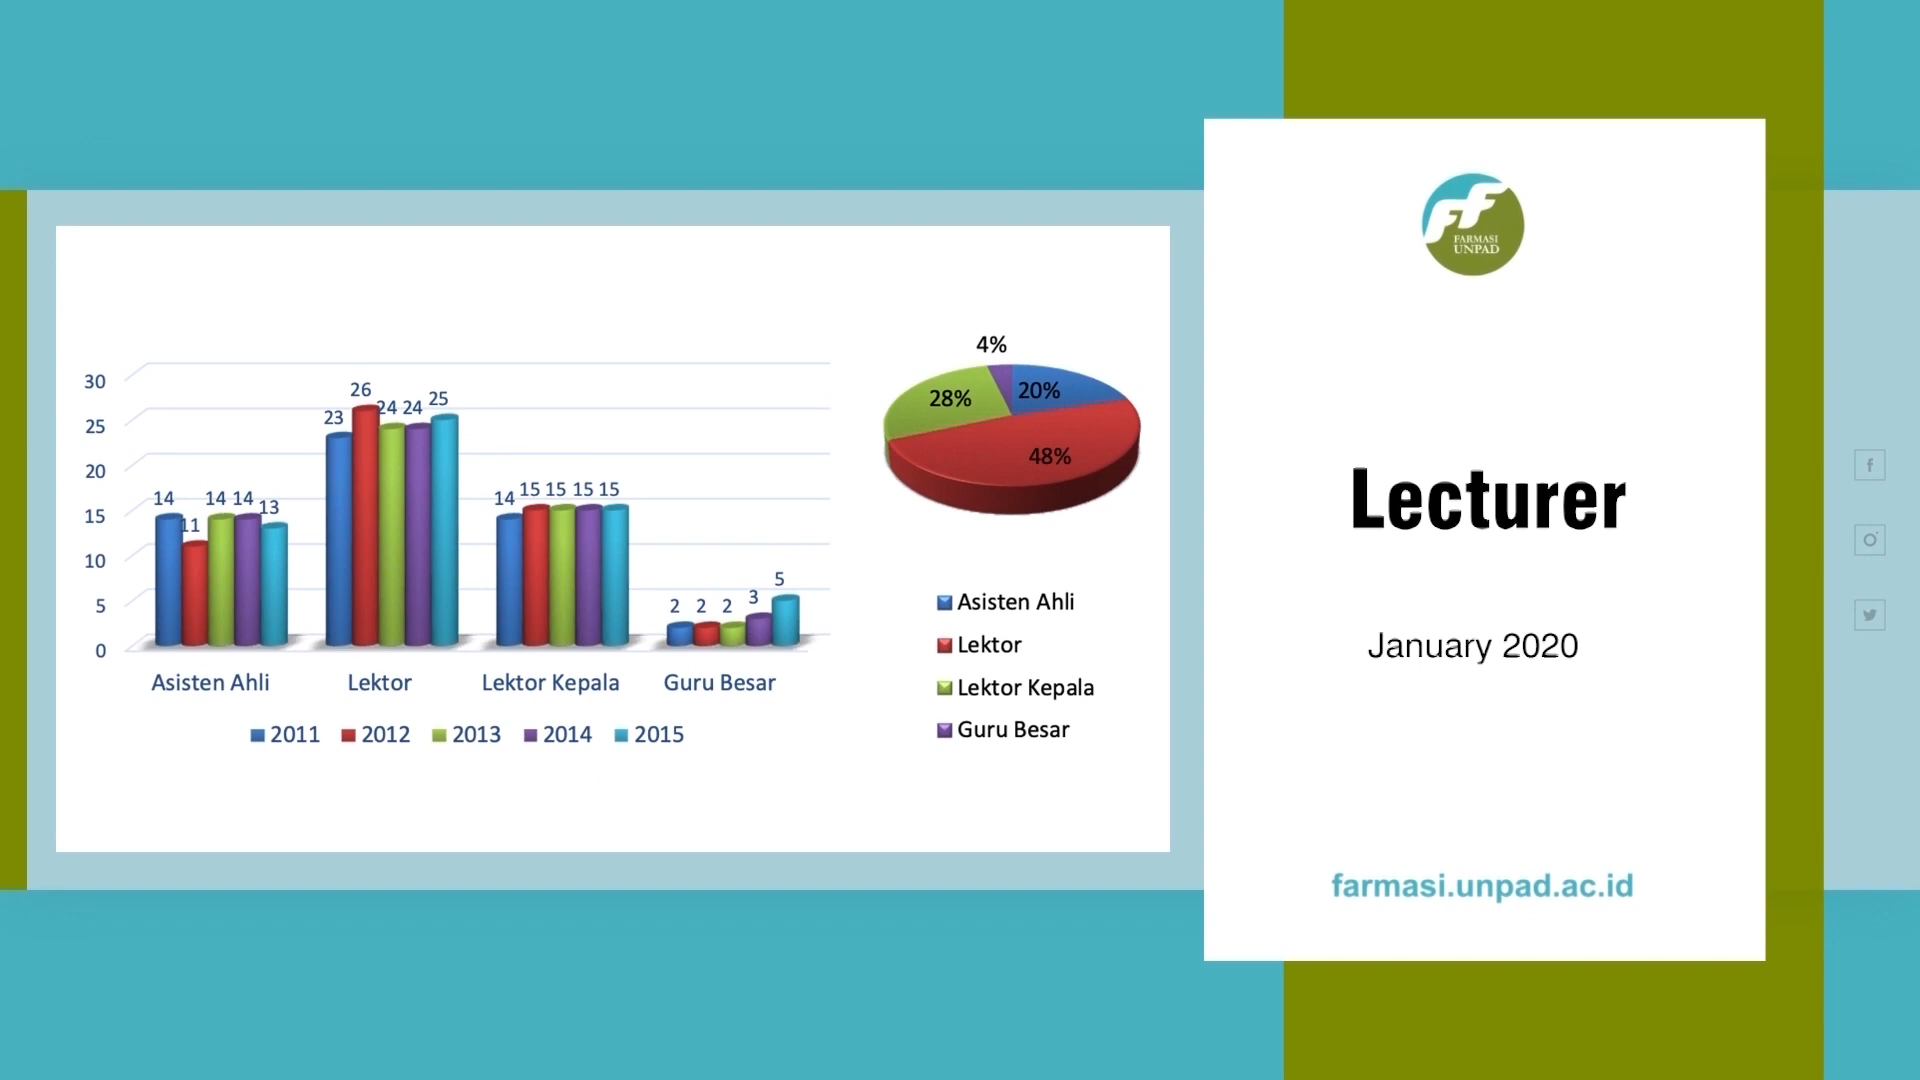 30
25
20
15
10
5
0
14 11 14 14 13
23 26 24 24 25
14 15 15 15 15
2 2 2 3 5
Asisten Ahli Lektor Lektor Kepala Guru Besar
2011 2012 2013 2014 2015
4%
20%
28%
48%
Asisten Ahli
Lektor
Lektor Kepala
Guru Besar
FF
FARMASI
UNPAD
Lecturer
January 2020
farmasi.unpad.ac.id